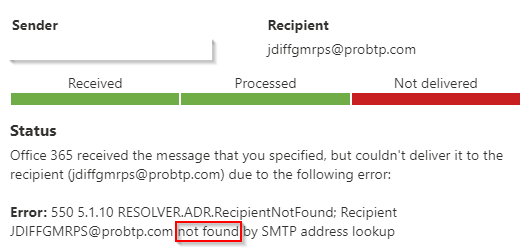 Sender Recipient
jdiffgmrps@probtp.com
Received Processed Not delivered
Status
Office 365 received the message that you specified, but couldn't deliver it to the
recipient (jdiffgmrps@probtp.com) due to the following error:
Error: 550 5.1.10 RESOLVER.ADR.RecipientNotFound; Recipient
JDIFFGMRPS@probtp.com not found by SMTP address lookup